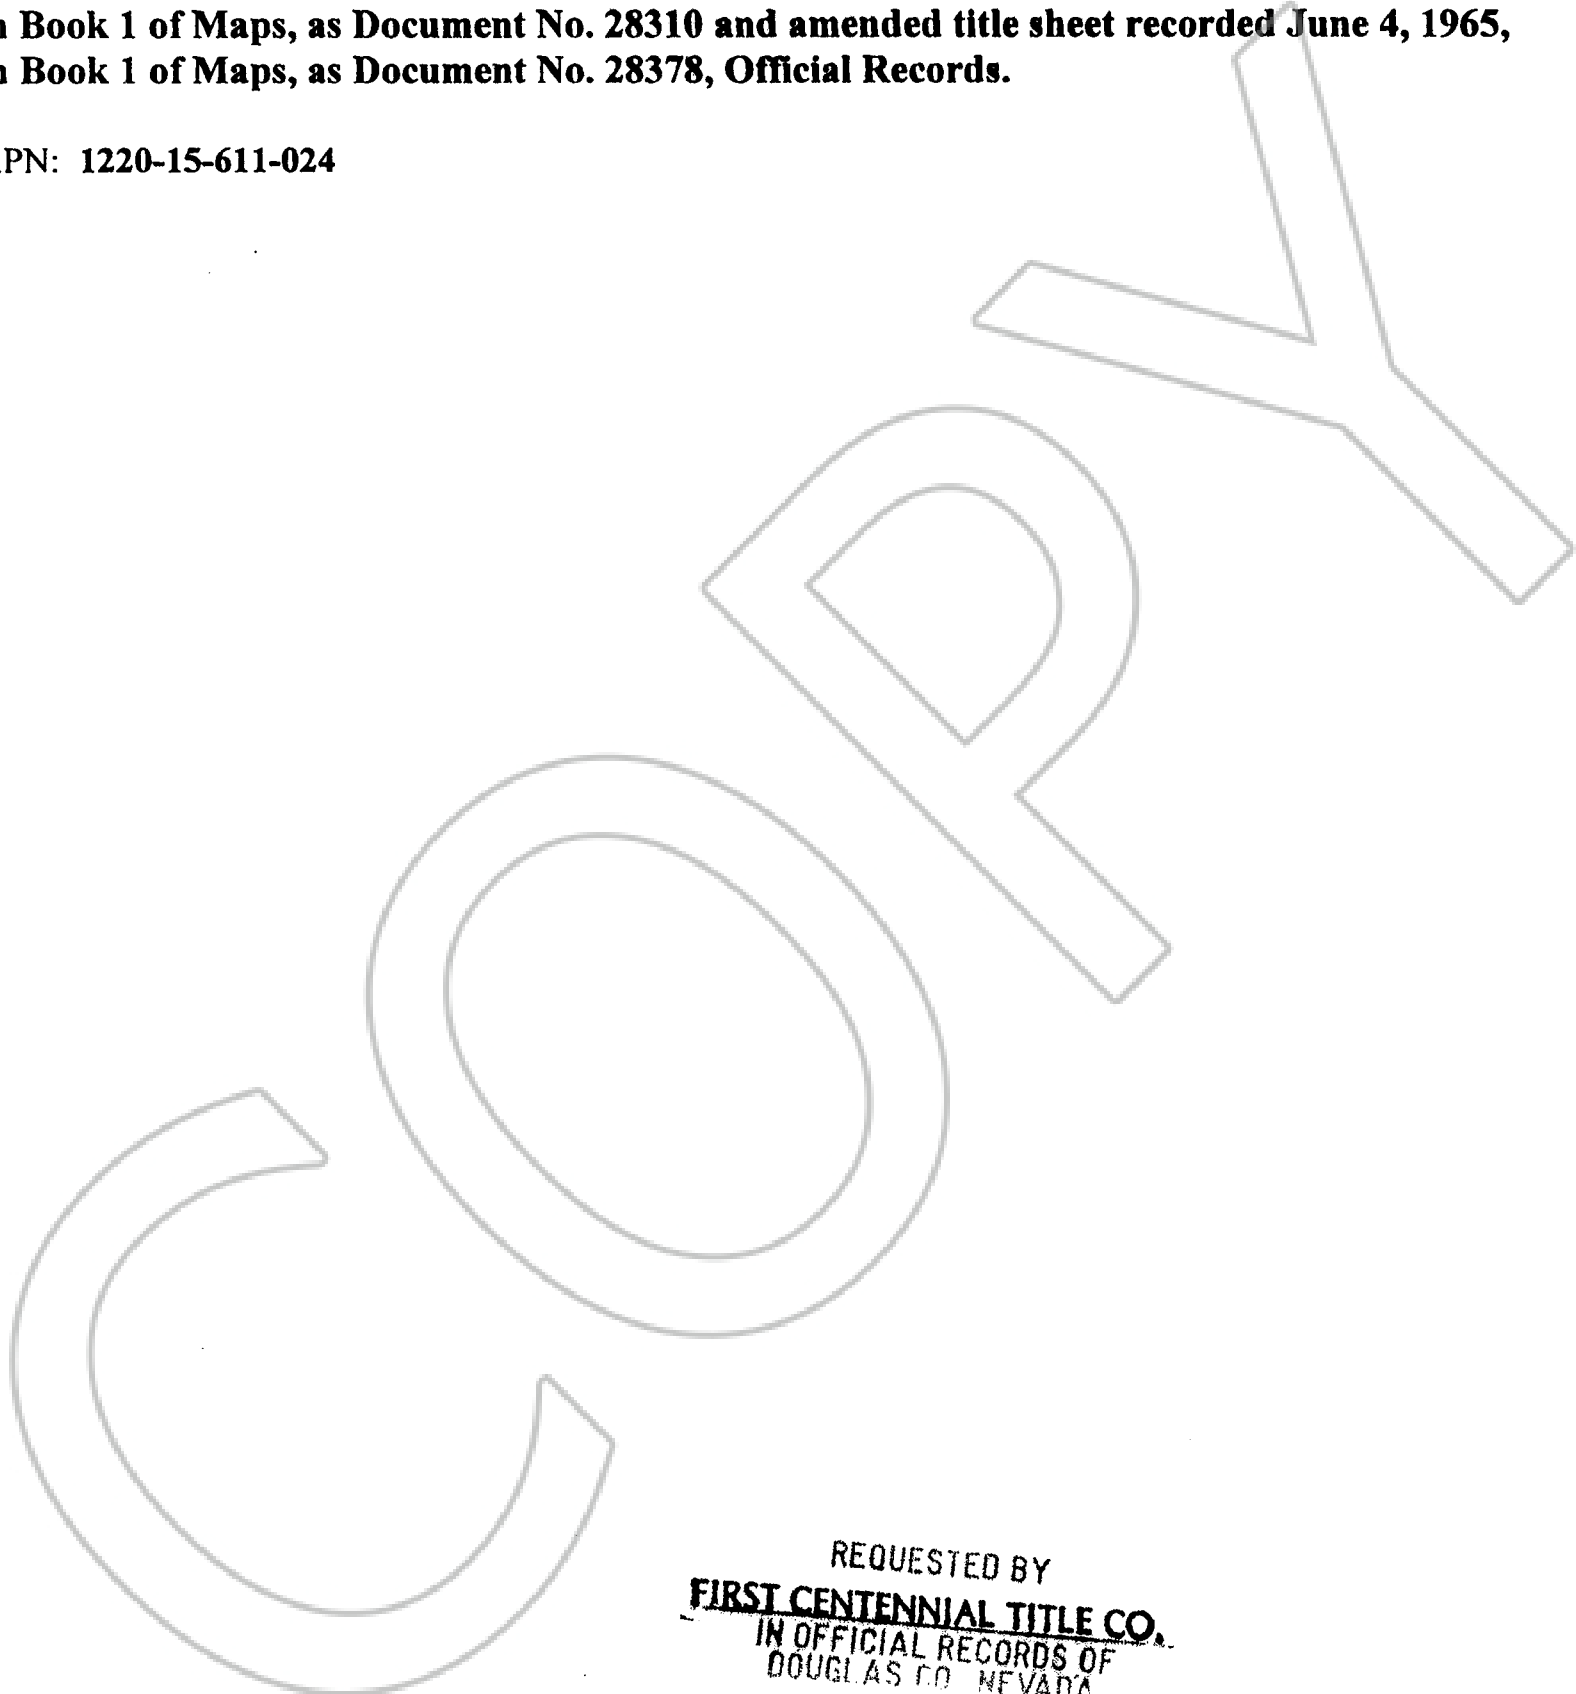 Book 1 of Maps, as Document No. 28310 and amended title sheet recorded June 4, 1965,
Book 1 of Maps, as Document No. 28378, Official Records.
PN: 1220-15-611-024
COPY
REQUESTED BY
FIRST CENTENNIAL TITLE CO.
IN OFFICIAL RECORDS OF
DOUGLAS CO NEVADA